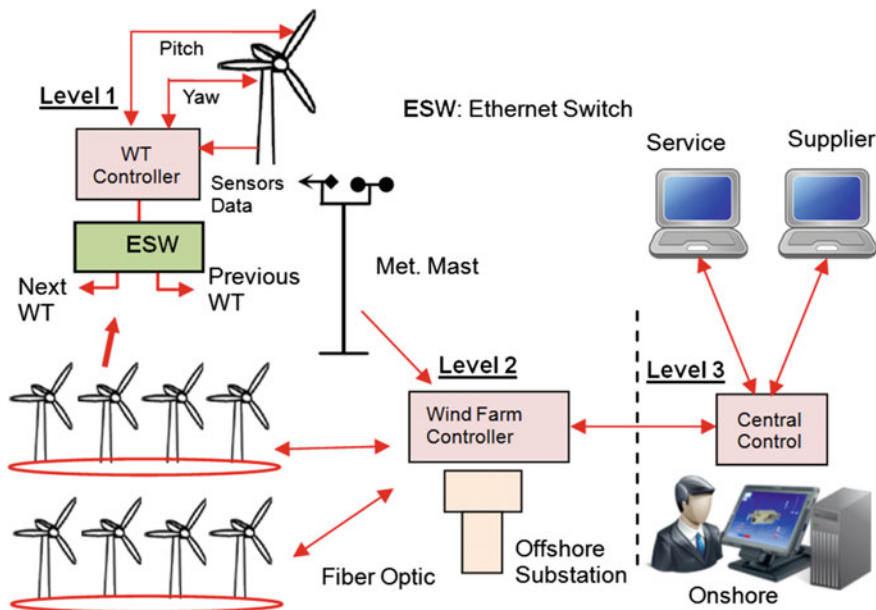 Pitch
Level 1
Yaw
WT
Controller
Sensors
Data
ESW
Next
WT
Previous
WT
ESW: Ethernet Switch
Met. Mast
Service
Supplier
Level 2
Wind Farm
Controller
Level 3
Central
Control
Fiber Optic
Offshore
Substation
Onshore